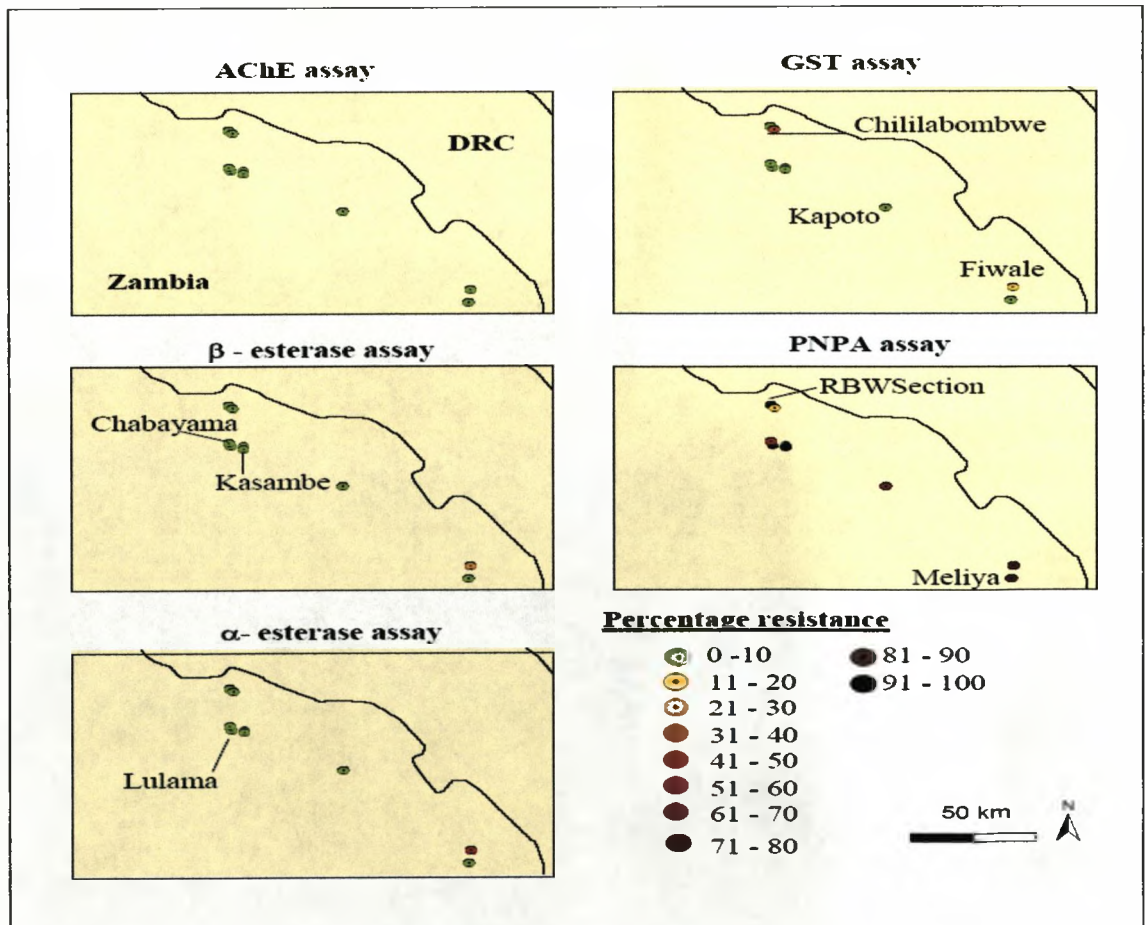 AChE assay
DRC
Zambia
GST assay
Chililabombwe
Kapoto
Fiwale
β - esterase assay
Chabayama
Kasambe
PNPA assay
RBWSection
Meliya
α- esterase assay
Lulama
Percentage resistance
0 -10
11 - 20
21 - 30
31 - 40
41 - 50
51 - 60
61 - 70
71 - 80
81 - 90
91 - 100
50 km
N